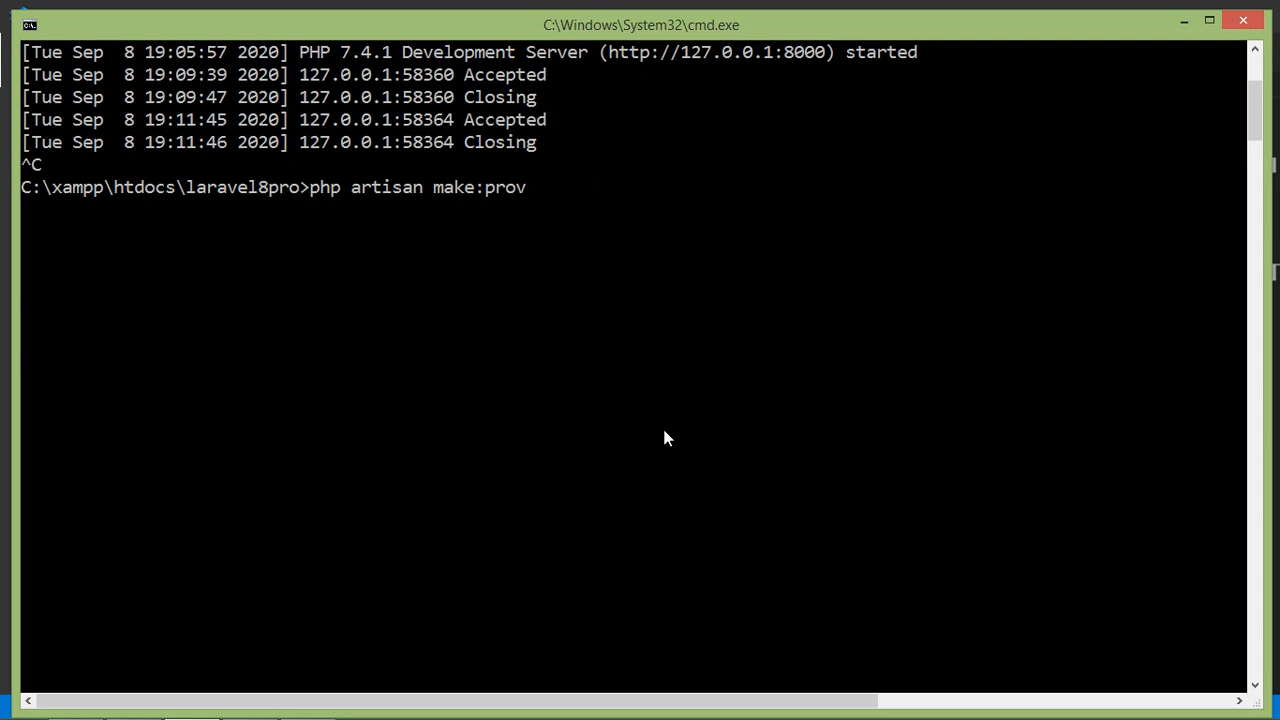 C:\Windows\System32\cmd.exe
[Tue Sep  8 19:05:57 2020] PHP 7.4.1 Development Server (http://127.0.0.1:8000) started
[Tue Sep  8 19:09:39 2020] 127.0.0.1:58360 Accepted
[Tue Sep  8 19:09:47 2020] 127.0.0.1:58360 Closing
[Tue Sep  8 19:11:45 2020] 127.0.0.1:58364 Accepted
[Tue Sep  8 19:11:46 2020] 127.0.0.1:58364 Closing
^C
C:\xampp\htdocs\laravel8pro>php artisan make:prov